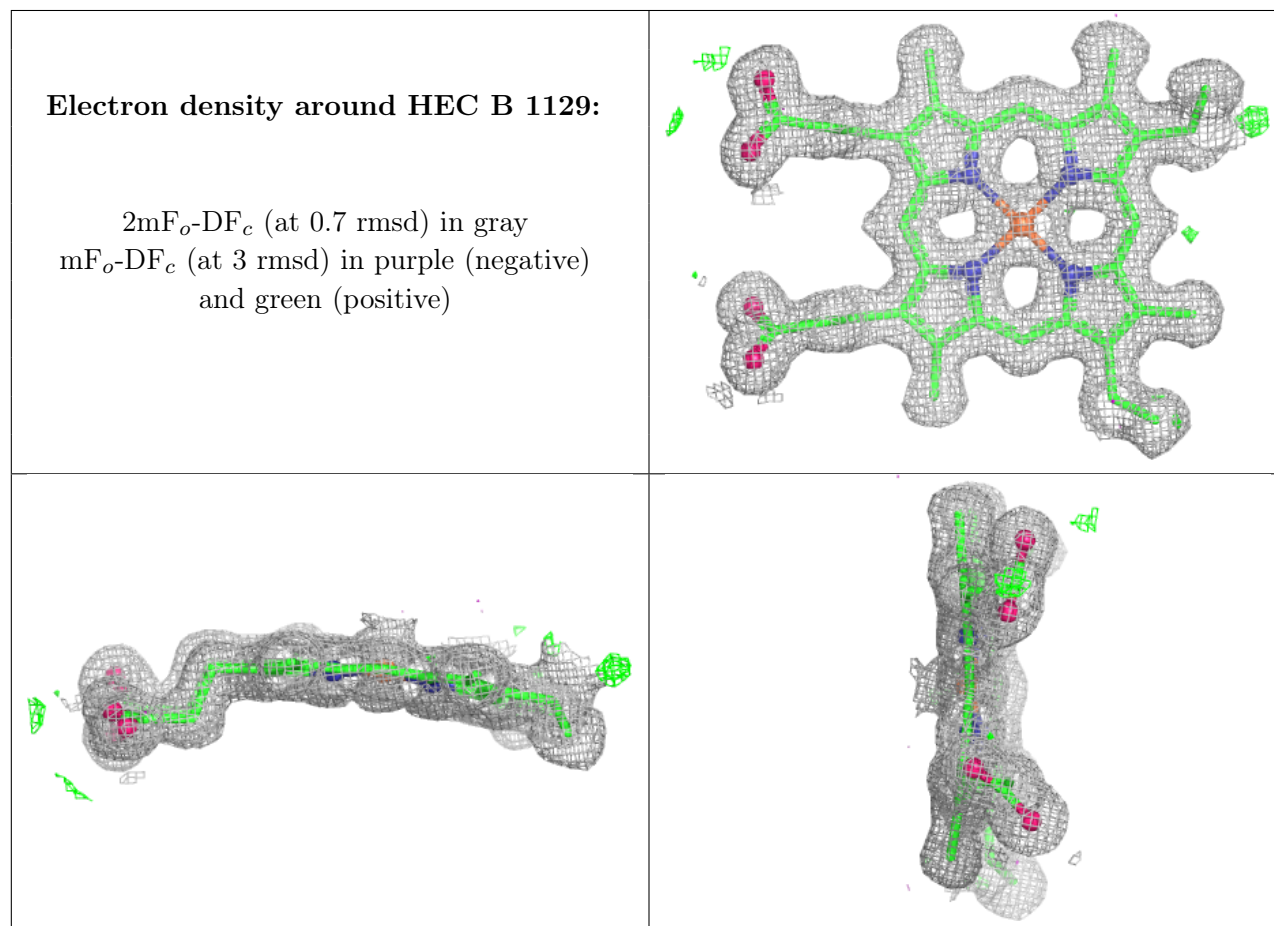 Electron density around HEC B 1129:
2mFo-DFc (at 0.7 rmsd) in gray
mFo-DFc (at 3 rmsd) in purple (negative)
and green (positive)